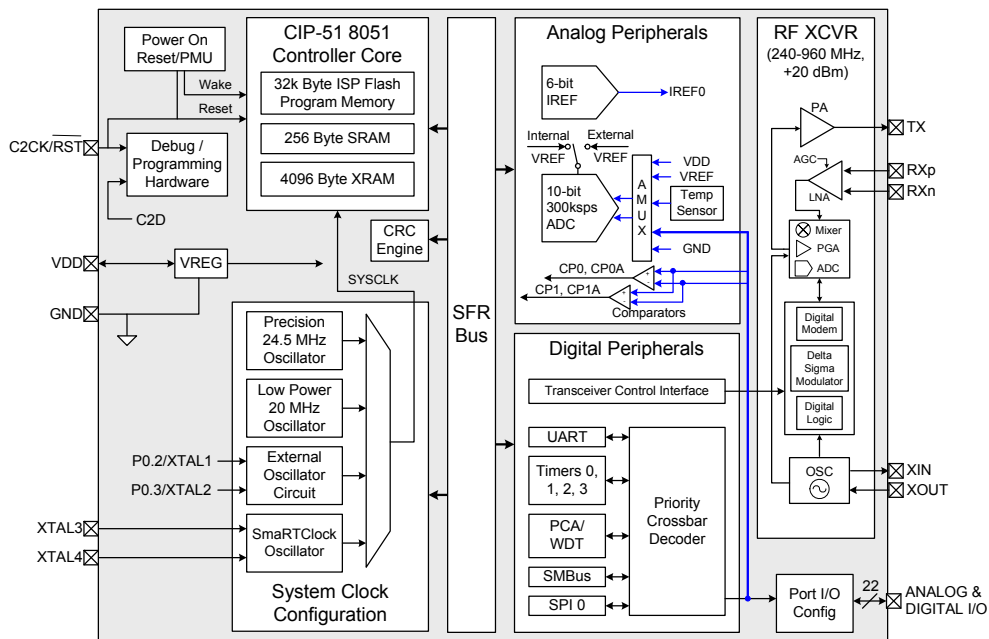 Power On
Reset/PMU
Wake
Reset
C2CK/RST
Debug /
Programming
Hardware
C2D
VDD
VREG
GND
CIP-51 8051
Controller Core
32k Byte ISP Flash
Program Memory
256 Byte SRAM
4096 Byte XRAM
CRC
Engine
SYSCLK
Precision
24.5 MHz
Oscillator
Low Power
20 MHz
Oscillator
P0.2/XTAL1
P0.3/XTAL2
External
Oscillator
Circuit
XTAL3
XTAL4
SmaRTClock
Oscillator
System Clock
Configuration
SFR
Bus
Analog Peripherals
6-bit
IREF
IREF0
Internal
VREF
External
VREF
10-bit
300ksps
ADC
A
M
U
X
VDD
VREF
Temp
Sensor
GND
CP0, CP0A
+
-
CP1, CP1A
+
-
Comparators
Digital Peripherals
Transceiver Control Interface
UART
Timers 0,
1, 2, 3
PCA/
WDT
SMBus
SPI 0
Priority
Crossbar
Decoder
RF XCVR
(240-960 MHz,
+20 dBm)
PA
TX
AGC
LNA
RXp
RXn
Mixer
PGA
ADC
Digital
Modem
Delta
Sigma
Modulator
Digital
Logic
OSC
XIN
XOUT
Port I/O
Config
22
ANALOG &
DIGITAL I/O